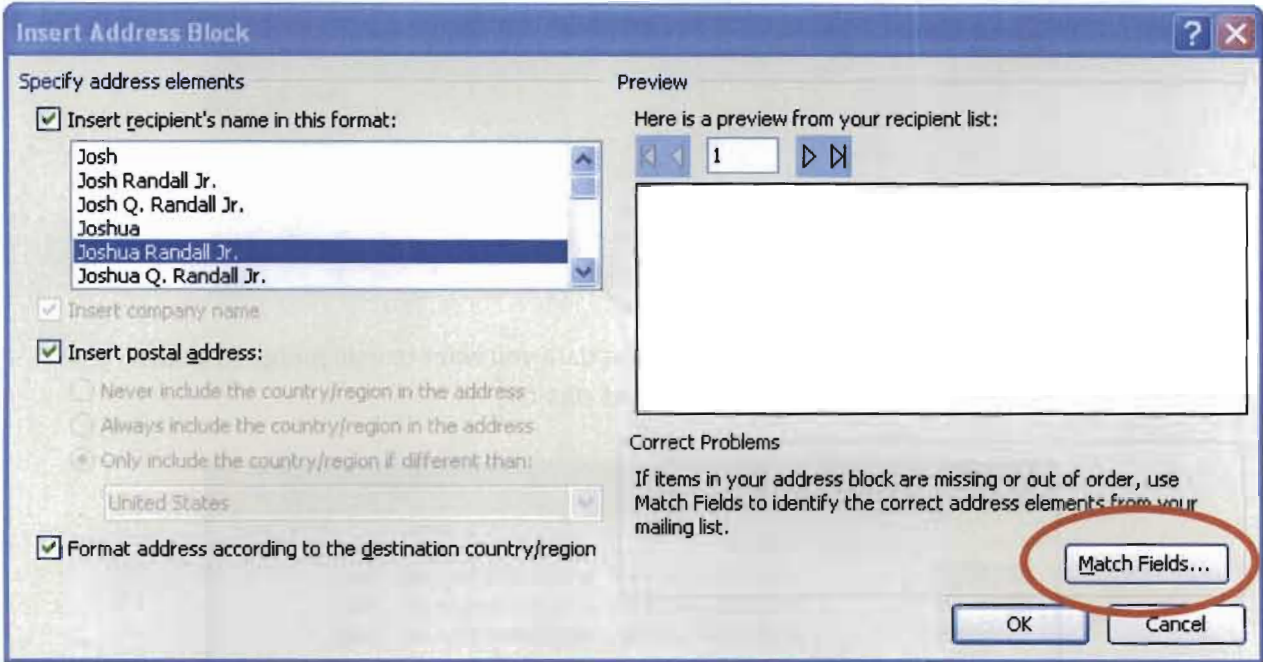 Insert Address Block
Specify address elements
Insert recipient's name in this format:
Josh
Josh Randall Jr.
Josh Q. Randall Jr.
Joshua
Joshua Randall Jr.
Joshua Q. Randall Jr.
Insert company name
Insert postal address:
Never include the country/region in the address
Always include the country/region in the address
Only include the country/region if different than:
United States
Format address according to the destination country/region
Preview
Here is a preview from your recipient list:
1
Correct Problems
If items in your address block are missing or out of order, use
Match Fields to identify the correct address elements from your
mailing list.
Match Fields...
OK
Cancel